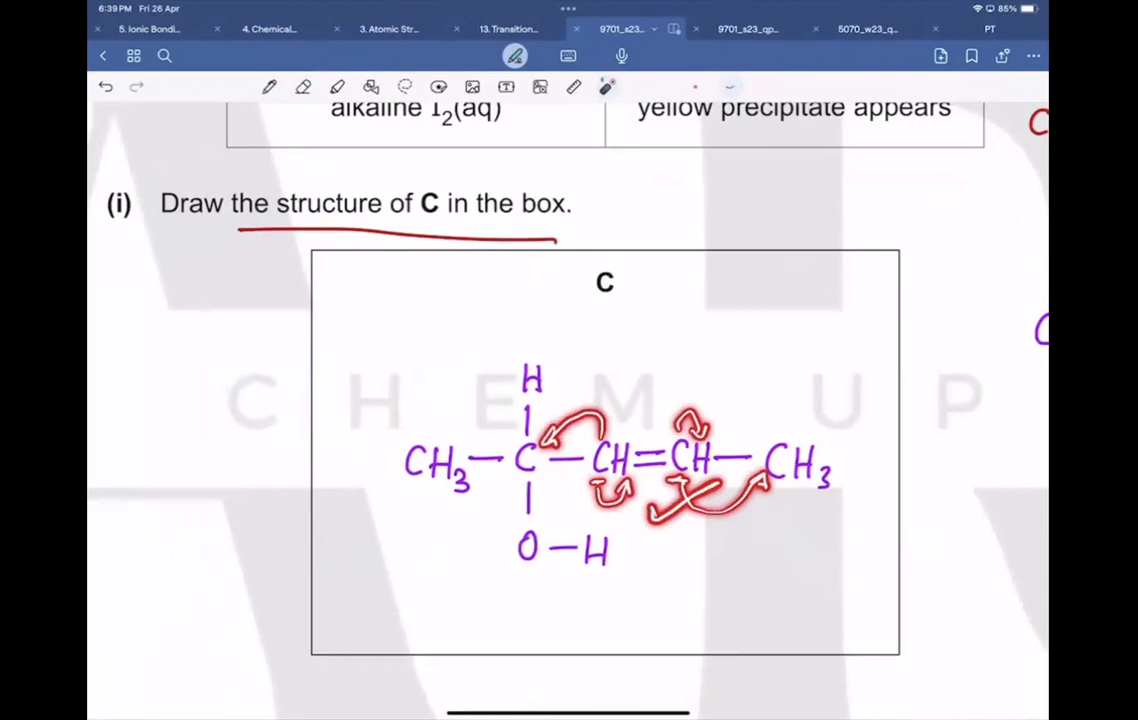 6:39 PM Fri 26 Apr
85%
5. Ionic Bondi...
4. Chemical...
3. Atomic Str...
13. Transition...
9701_s23...
9701_s23_qp...
5070_w23_q...
PT
alkaline I₂(aq)
yellow precipitate appears
C
(i) Draw the structure of C in the box.
C
C
H
CHEM UP
CH₃—C—CH=CH—CH₃
O—H